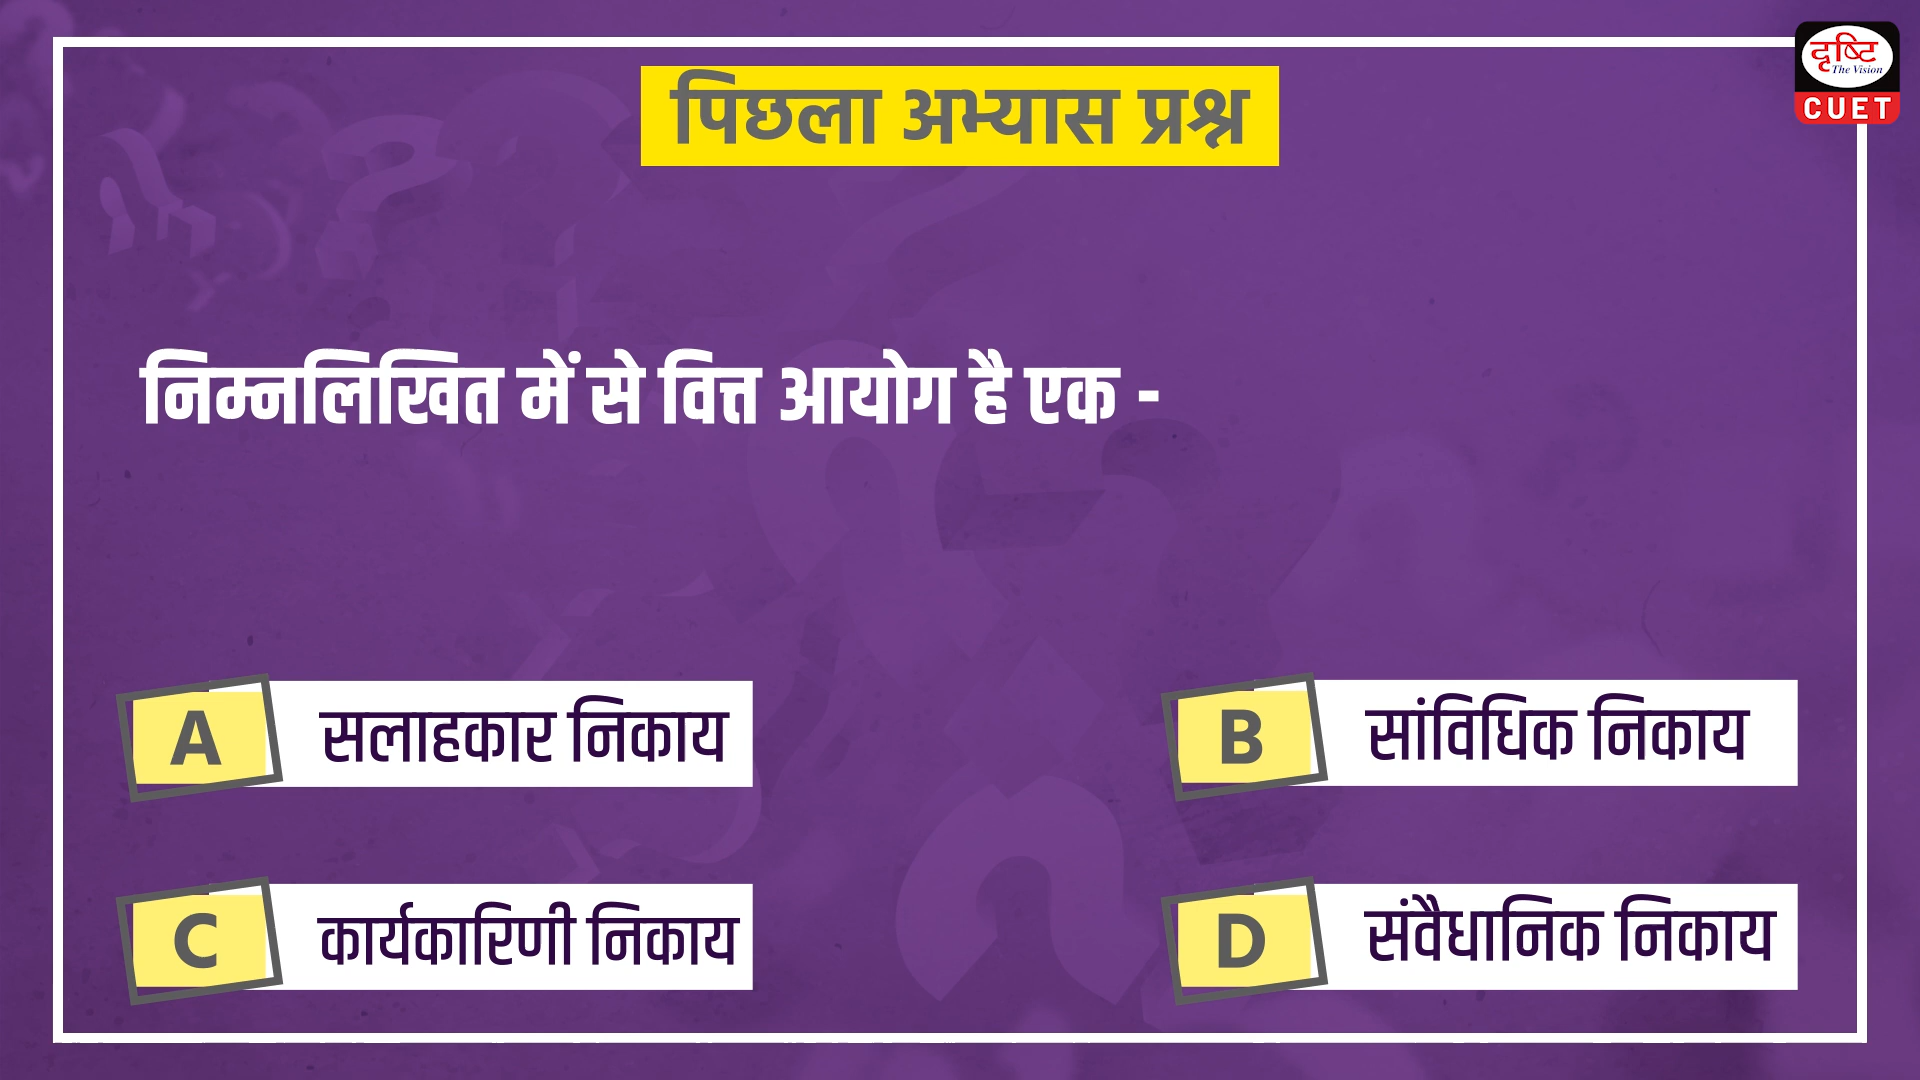 दृष्टि
The Vision
CUET
पिछला अभ्यास प्रश्न
निम्नलिखित में से वित्त आयोग है एक -
A सलाहकार निकाय
B सांविधिक निकाय
C कार्यकारिणी निकाय
D संवैधानिक निकाय